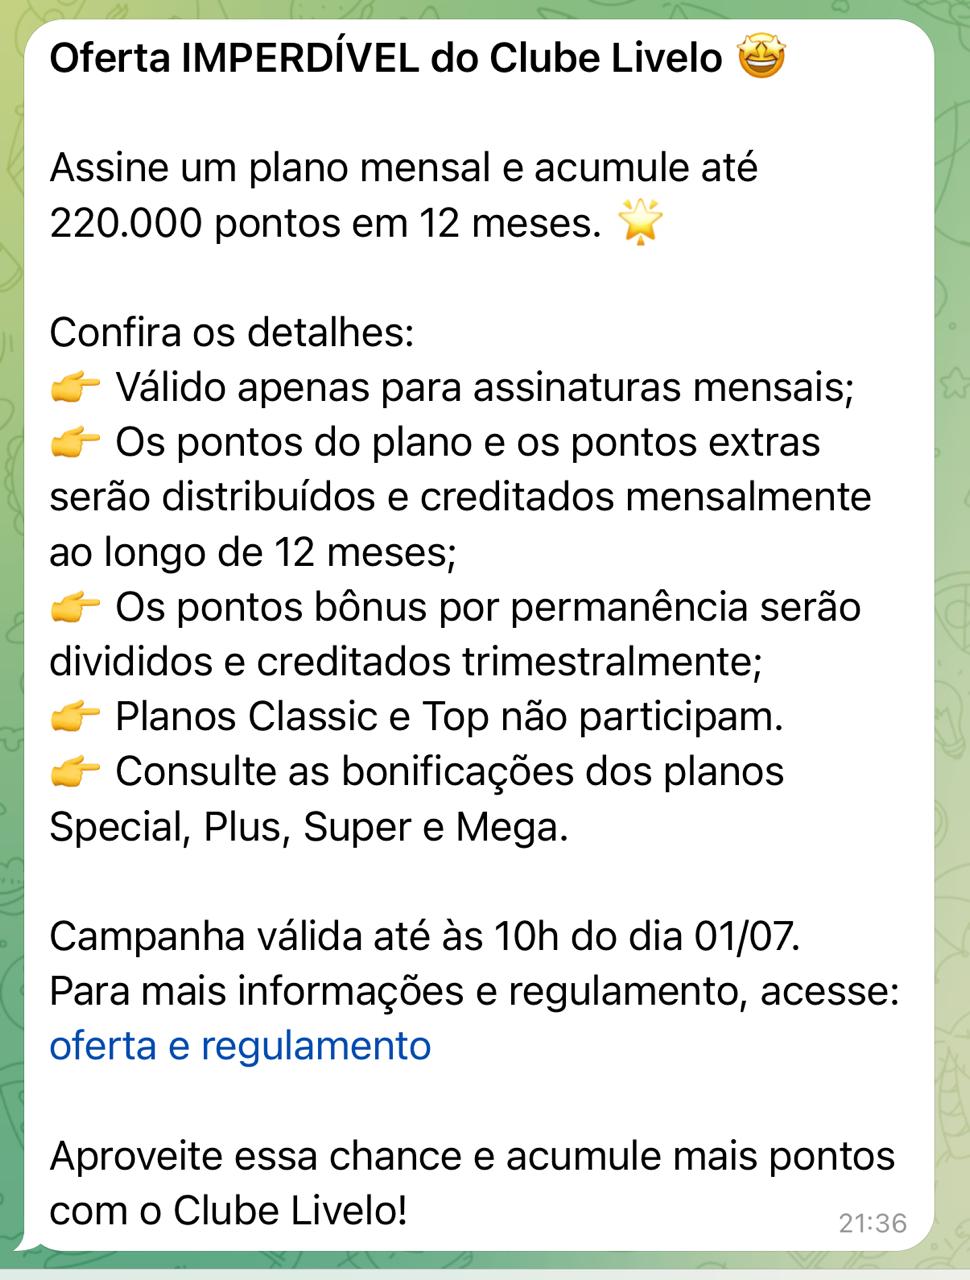 Oferta IMPERDÍVEL do Clube Livelo 🤩
Assine um plano mensal e acumule até
220.000 pontos em 12 meses. 🌟
Confira os detalhes:
👉 Válido apenas para assinaturas mensais;
👉 Os pontos do plano e os pontos extras
serão distribuídos e creditados mensalmente
ao longo de 12 meses;
👉 Os pontos bônus por permanência serão
divididos e creditados trimestralmente;
👉 Planos Classic e Top não participam.
👉 Consulte as bonificações dos planos
Special, Plus, Super e Mega.
Campanha válida até às 10h do dia 01/07.
Para mais informações e regulamento, acesse:
oferta e regulamento
Aproveite essa chance e acumule mais pontos
com o Clube Livelo!
21:36